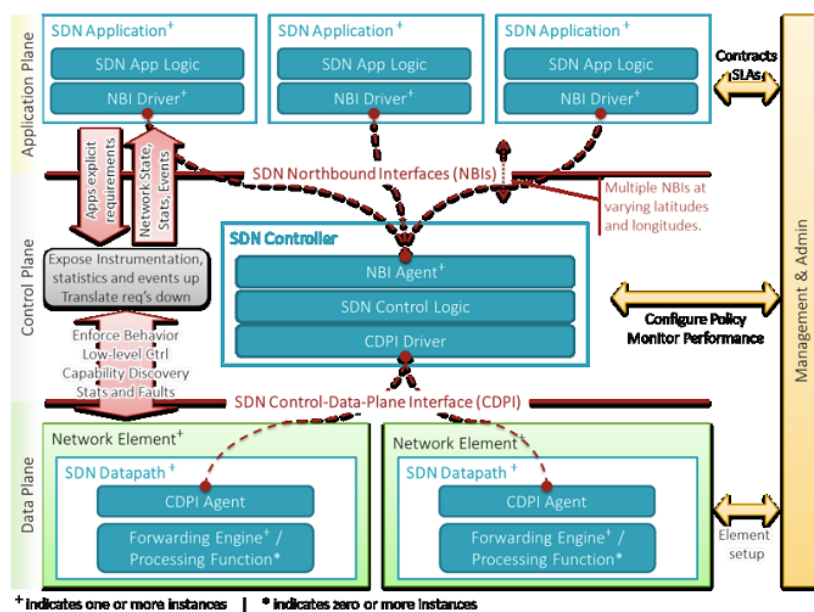 Application Plane
SDN Application+
SDN App Logic
NBI Driver+
SDN Application+
SDN App Logic
NBI Driver+
SDN Application+
SDN App Logic
NBI Driver+
Contracts
SLAs
Apps explicit
requirements
Network State,
Stats, Events
SDN Northbound Interfaces (NBIs)
Multiple NBIs at
varying latitudes
and longitudes.
Control Plane
Expose Instrumentation,
statistics and events up
Translate req's down
SDN Controller
NBI Agent+
SDN Control Logic
CDPI Driver
Configure Policy
Monitor Performance
Management & Admin
Enforce Behavior
Low-level Ctrl
Capability Discovery
Stats and Faults
SDN Control-Data-Plane Interface (CDPI)
Data Plane
Network Element+
SDN Datapath +
CDPI Agent
Forwarding Engine+ /
Processing Function*
Network Element+
SDN Datapath +
CDPI Agent
Forwarding Engine+ /
Processing Function*
Element
setup
+ indicates one or more instances | * indicates zero or more instances